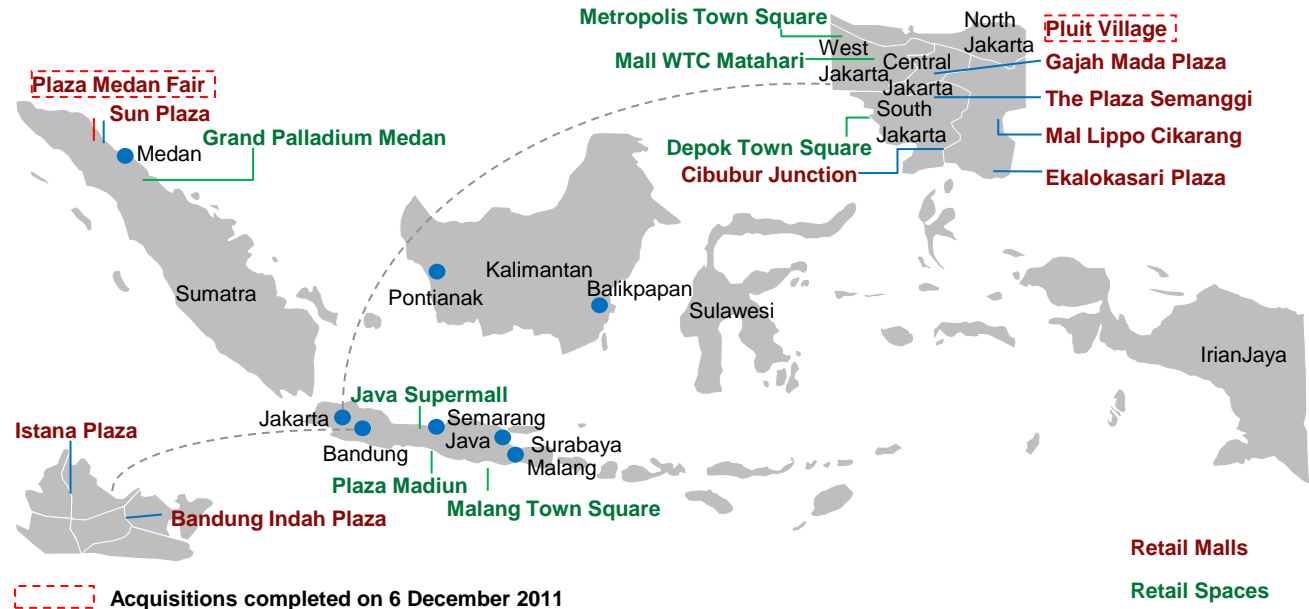 Metropolis Town Square
North
Jakarta
Pluit Village
West
Jakarta
Mall WTC Matahari
Central
Jakarta
Gajah Mada Plaza
Plaza Medan Fair
Sun Plaza
The Plaza Semanggi
South
Jakarta
Grand Palladium Medan
Mal Lippo Cikarang
Medan
Depok Town Square
Cibubur Junction
Ekalokasari Plaza
Kalimantan
Pontianak
Balikpapan
Sumatra
Sulawesi
IrianJaya
Java Supermall
Jakarta
Semarang
Java
Istana Plaza
Bandung
Surabaya
Malang
Plaza Madiun
Malang Town Square
Bandung Indah Plaza
Retail Malls
Retail Spaces
Acquisitions completed on 6 December 2011